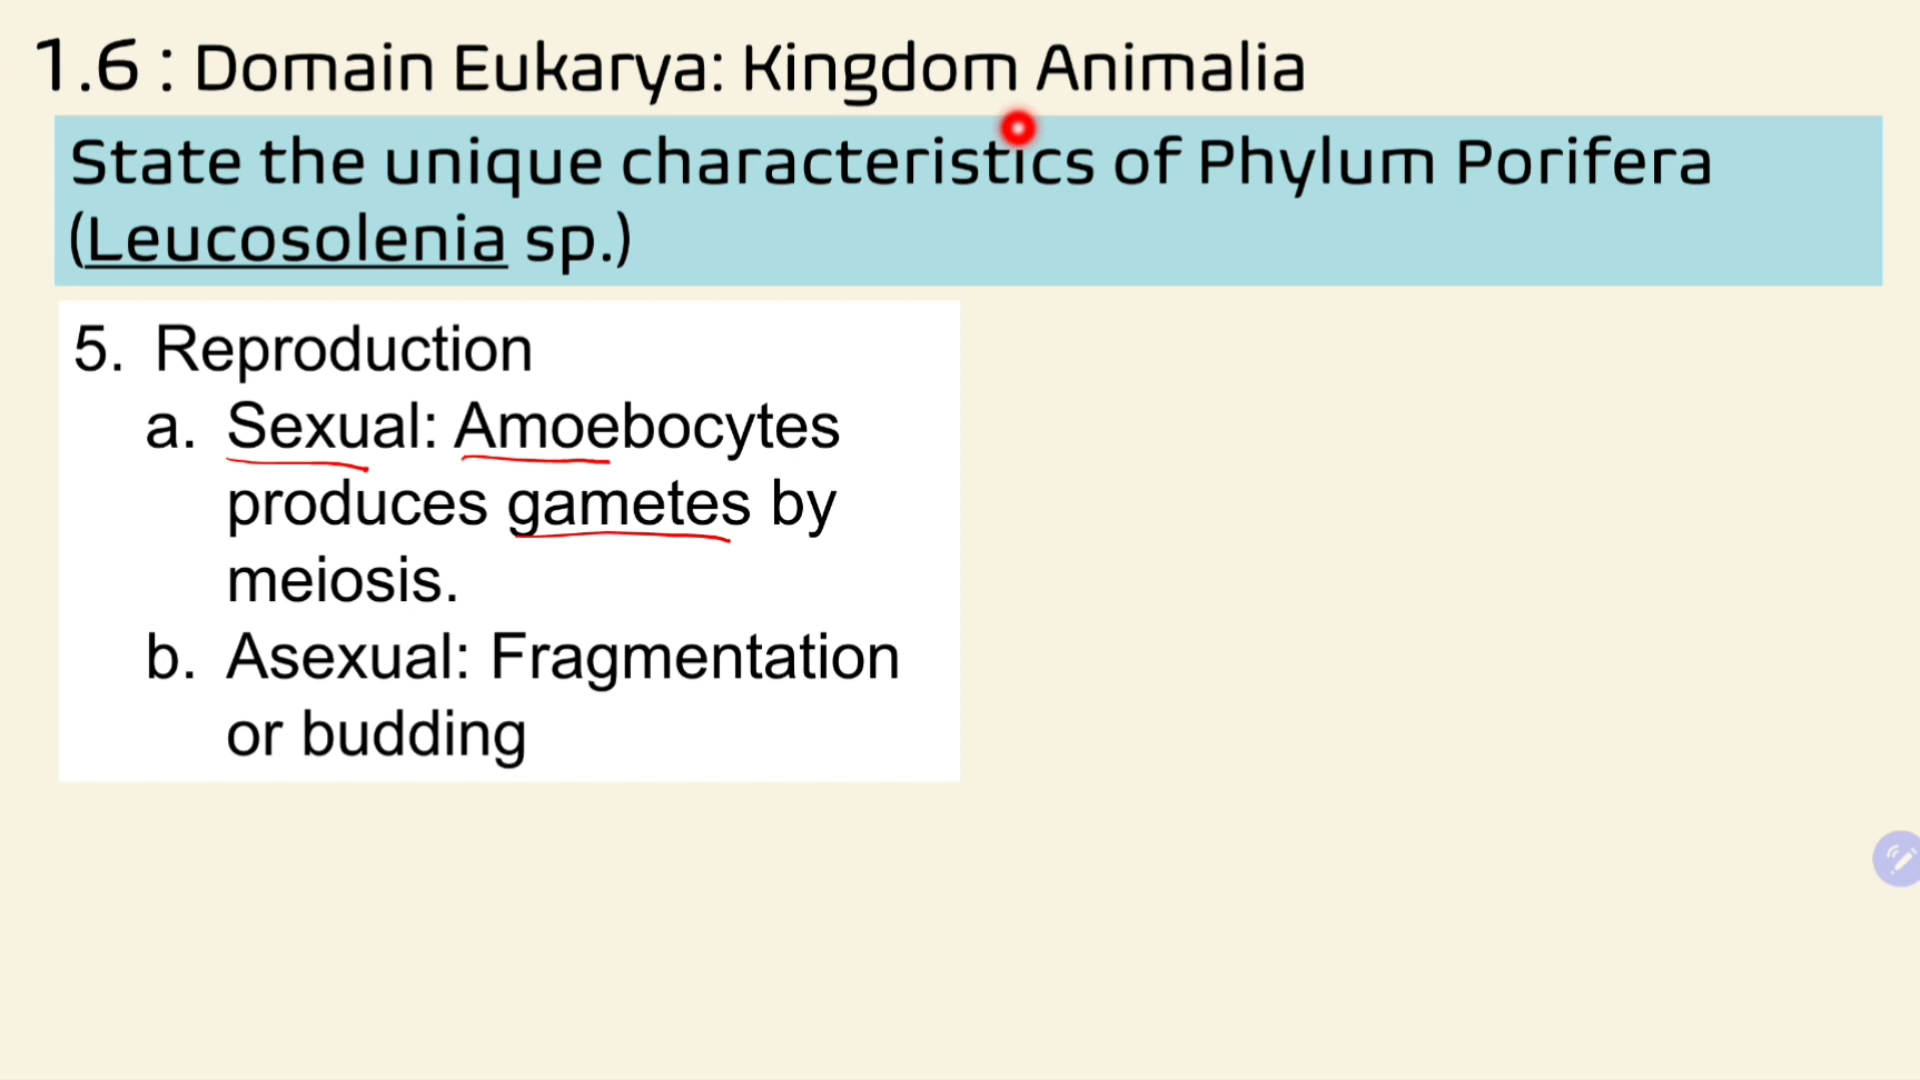 1.6 : Domain Eukarya: Kingdom Animalia
State the unique characteristics of Phylum Porifera
(Leucosolenia sp.)
5. Reproduction
a. Sexual: Amoebocytes
produces gametes by
meiosis.
b. Asexual: Fragmentation
or budding